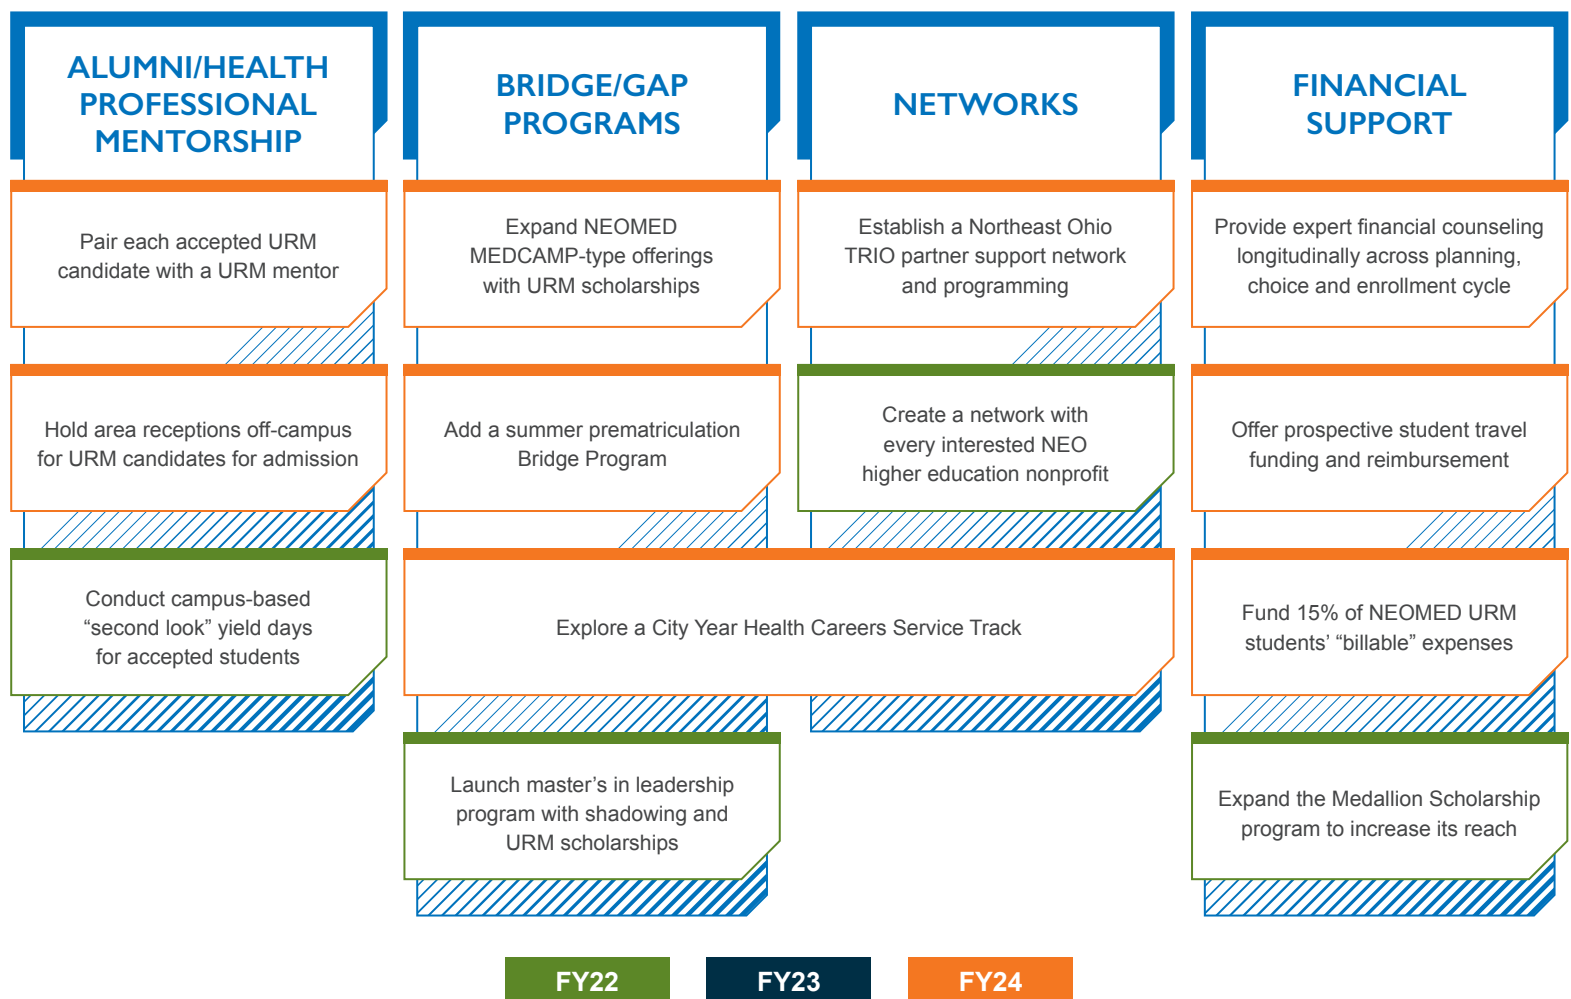 ALUMNI/HEALTH
PROFESSIONAL
MENTORSHIP
Pair each accepted URM
candidate with a URM mentor
Hold area receptions off-campus
for URM candidates for admission
Conduct campus-based
“second look” yield days
for accepted students
BRIDGE/GAP
PROGRAMS
Expand NEOMED
MEDCAMP-type offerings
with URM scholarships
Add a summer prematriculation
Bridge Program
Explore a City Year Health Careers Service Track
Launch master’s in leadership
program with shadowing and
URM scholarships
NETWORKS
Establish a Northeast Ohio
TRIO partner support network
and programming
Create a network with
every interested NEO
higher education nonprofit
FINANCIAL
SUPPORT
Provide expert financial counseling
longitudinally across planning,
choice and enrollment cycle
Offer prospective student travel
funding and reimbursement
Fund 15% of NEOMED URM
students’ “billable” expenses
Expand the Medallion Scholarship
program to increase its reach
FY22
FY23
FY24